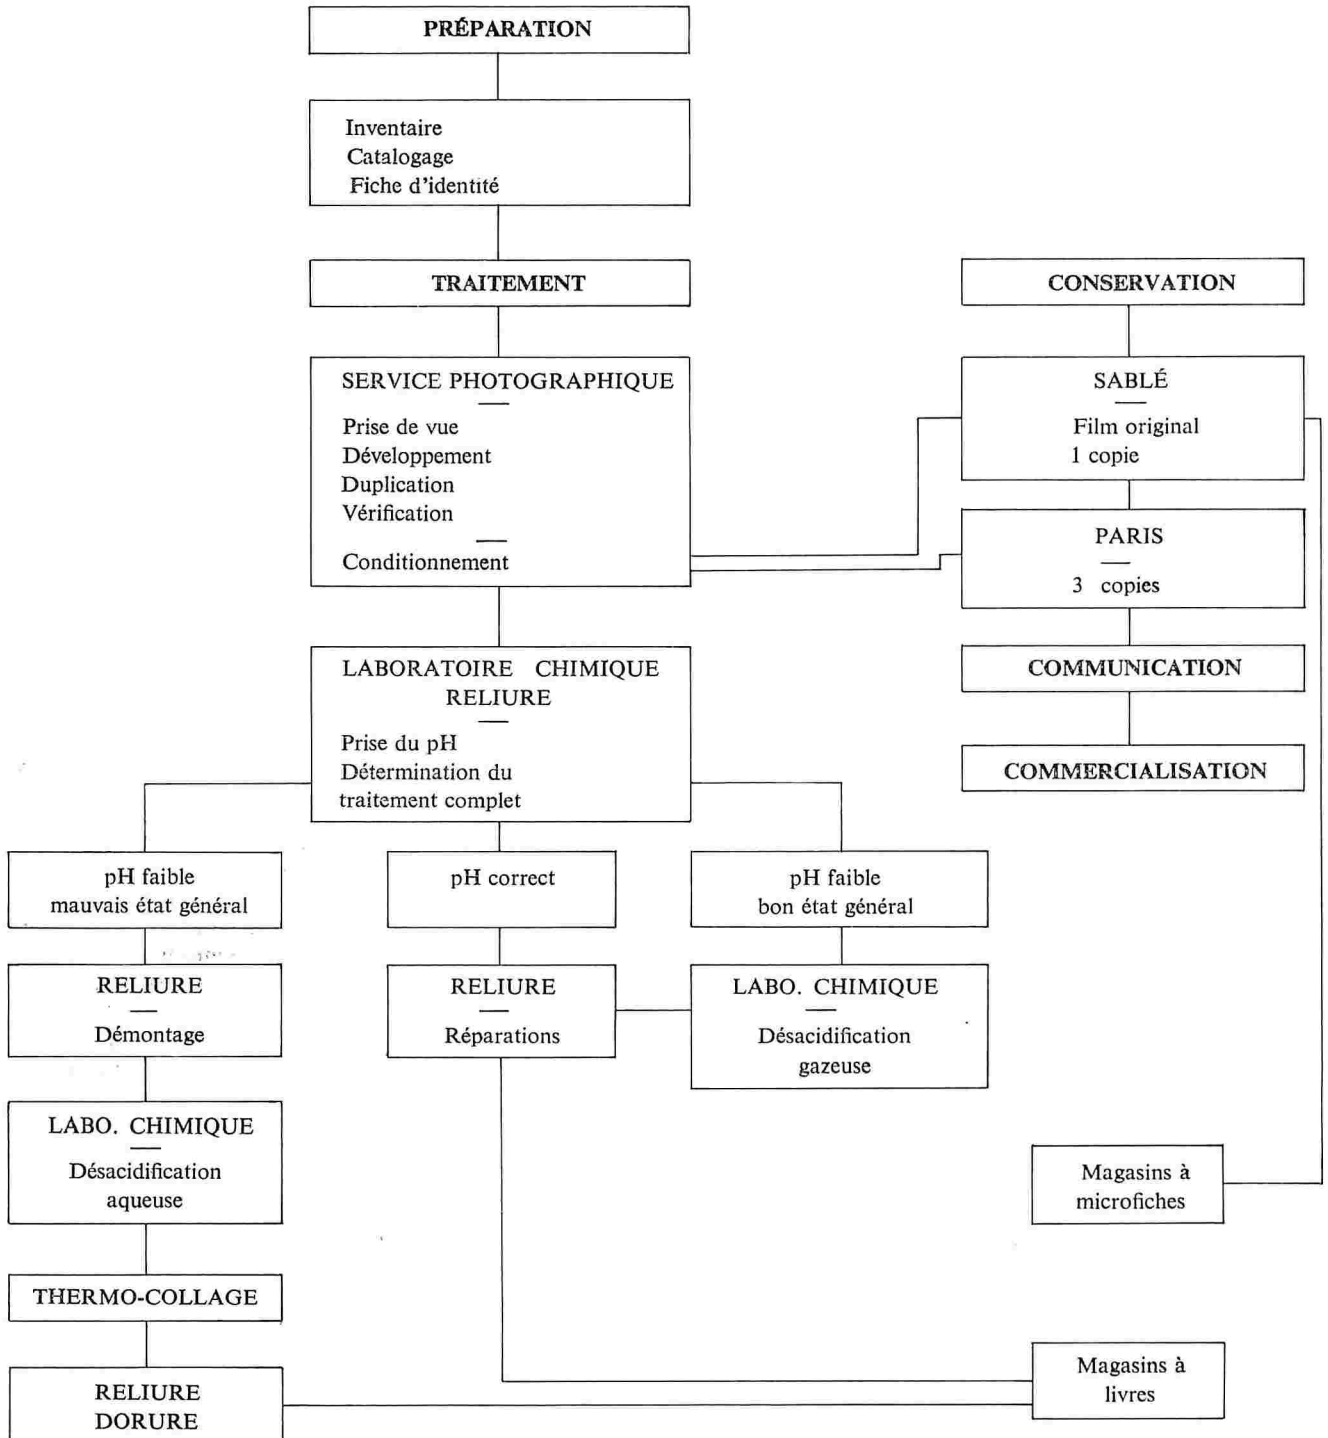 PRÉPARATION
Inventaire
Catalogage
Fiche d'identité
TRAITEMENT
SERVICE PHOTOGRAPHIQUE
Prise de vue
Développement
Duplication
Vérification
Conditionnement
CONSERVATION
SABLÉ
Film original
1 copie
PARIS
3 copies
COMMUNICATION
COMMERCIALISATION
LABORATOIRE CHIMIQUE
RELIURE
Prise du pH
Détermination du
traitement complet
pH faible
mauvais état général
RELIURE
Démontage
LABO. CHIMIQUE
Désacidification
aqueuse
THERMO-COLLAGE
RELIURE
DORURE
pH correct
RELIURE
Réparations
pH faible
bon état général
LABO. CHIMIQUE
Désacidification
gazeuse
Magasins à
microfiches
Magasins à
livres